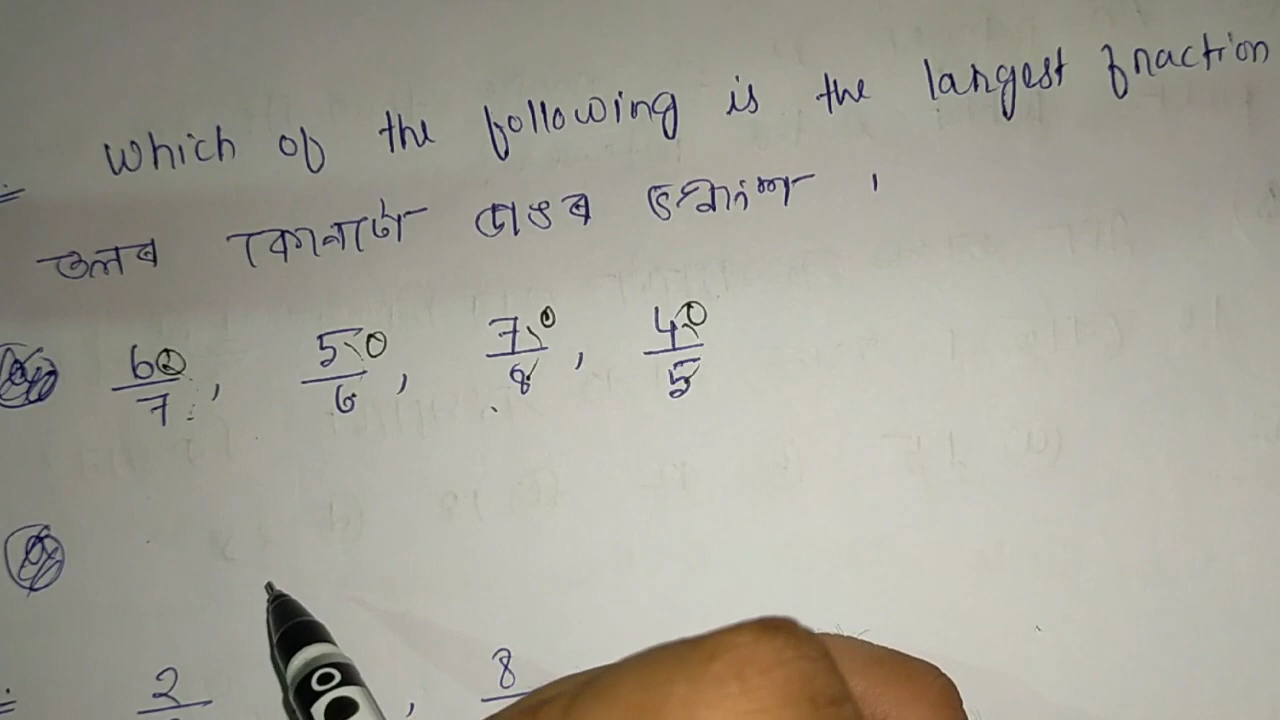 Which of the following is the largest fraction
তলৰ কোনটো ডাঙৰ ভগ্নাংশ ।
60/7, 50/6, 70/8, 40/5
2 , 8